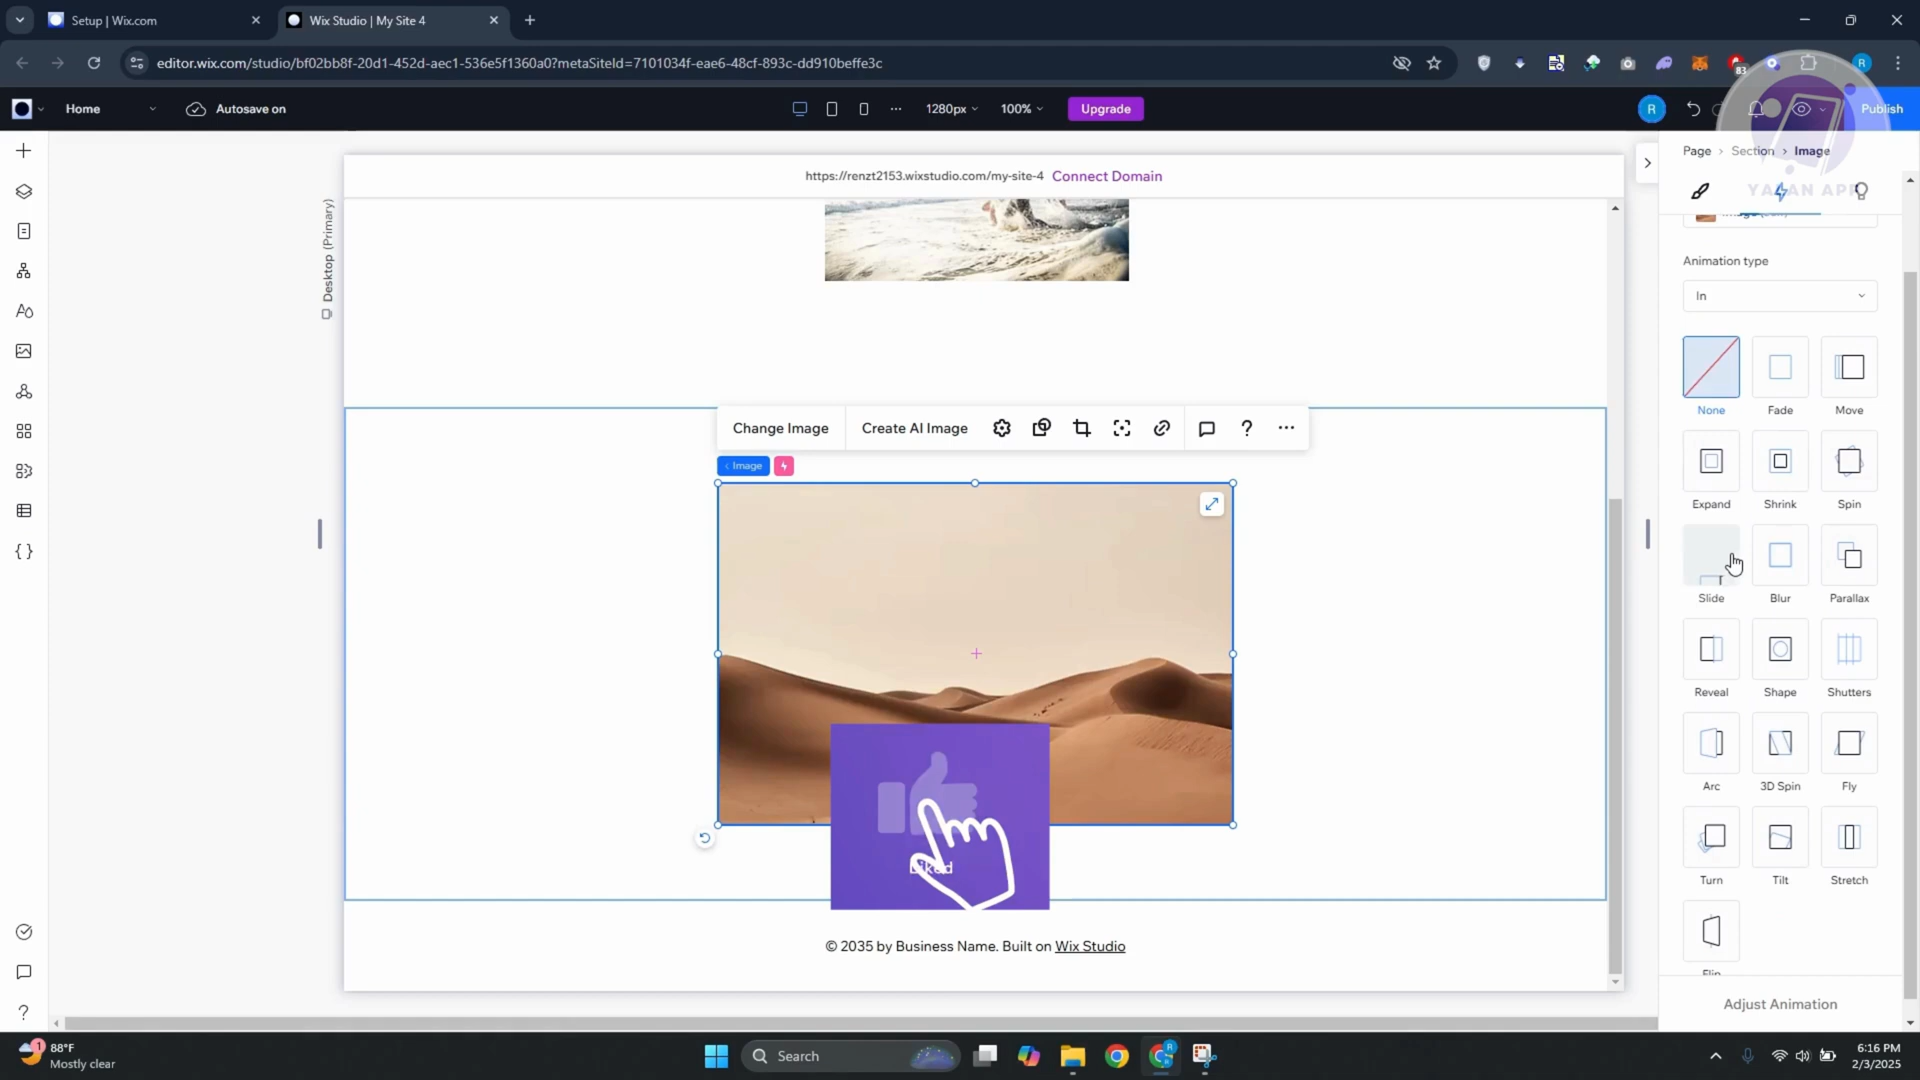 Setup | Wix.com
Wix Studio | My Site 4
editor.wix.com/studio/bf02bb8f-20d1-452d-aec1-536e5f1360a0?metaSiteId=7101034f-eae6-48cf-893c-dd910beffe3c
83
R
Home
Autosave on
1280px
100%
Upgrade
R
Publish
https://renzt2153.wixstudio.com/my-site-4 Connect Domain
Page > Section > Image
Desktop (Primary)
Animation type
In
None
Fade
Move
Change Image
Create AI Image
Image
Expand
Shrink
Spin
Slide
Blur
Parallax
Reveal
Shape
Shutters
Arc
3D Spin
Fly
Liked
Turn
Tilt
Stretch
Flip
© 2035 by Business Name. Built on Wix Studio
Adjust Animation
1
88°F
Mostly clear
Search
R
6:16 PM
2/3/2025